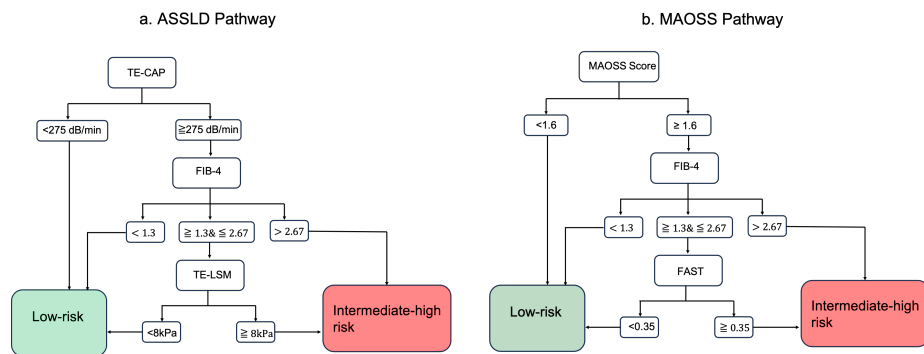 a. ASSLD Pathway
TE-CAP
<275 dB/min
≧275 dB/min
FIB-4
< 1.3
≧ 1.3& ≦ 2.67
> 2.67
TE-LSM
Low-risk
<8kPa
≧ 8kPa
Intermediate-high
risk
b. MAOSS Pathway
MAOSS Score
<1.6
≥ 1.6
FIB-4
< 1.3
≧ 1.3& ≦ 2.67
> 2.67
FAST
Low-risk
<0.35
≧ 0.35
Intermediate-high
risk